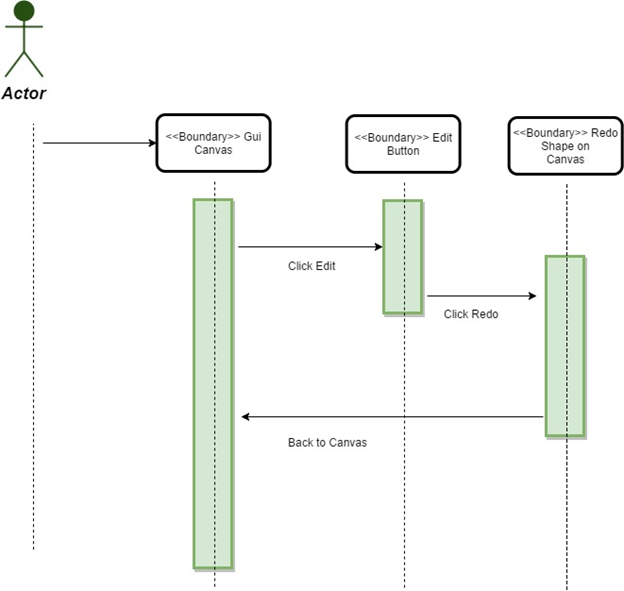 Actor
<<Boundary>> Gui
Canvas
<<Boundary>> Edit
Button
<<Boundary>> Redo
Shape on
Canvas
Click Edit
Click Redo
Back to Canvas